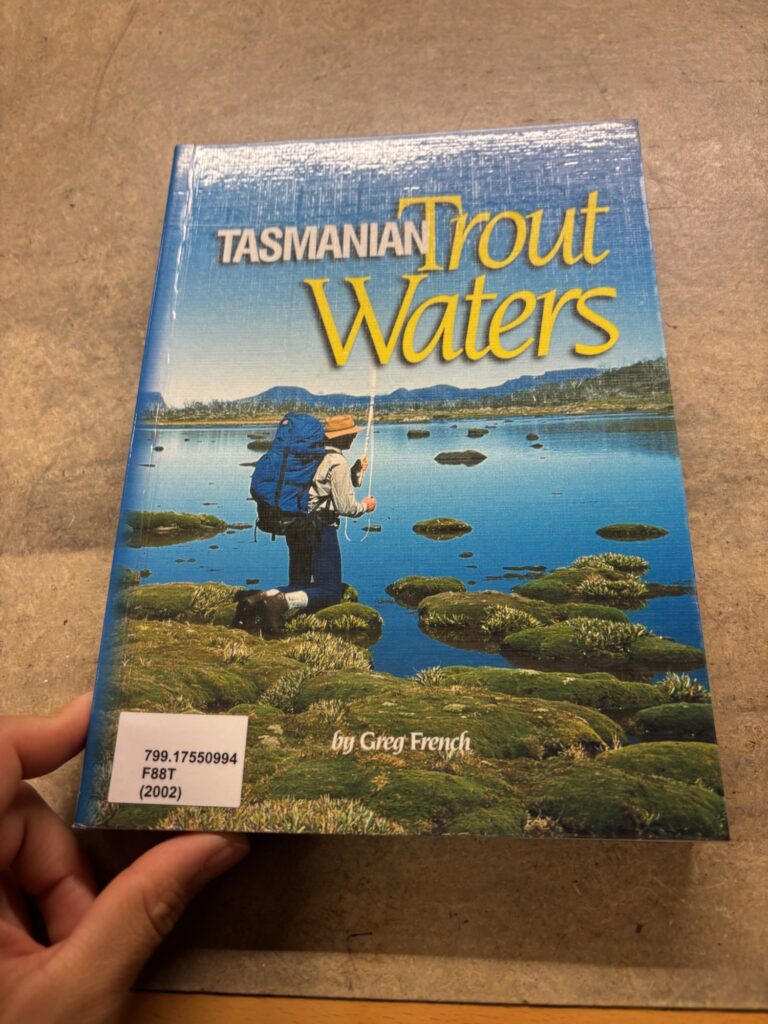 TASMANIAN Trout
Waters
by Greg French
799.17550994
F88T
(2002)